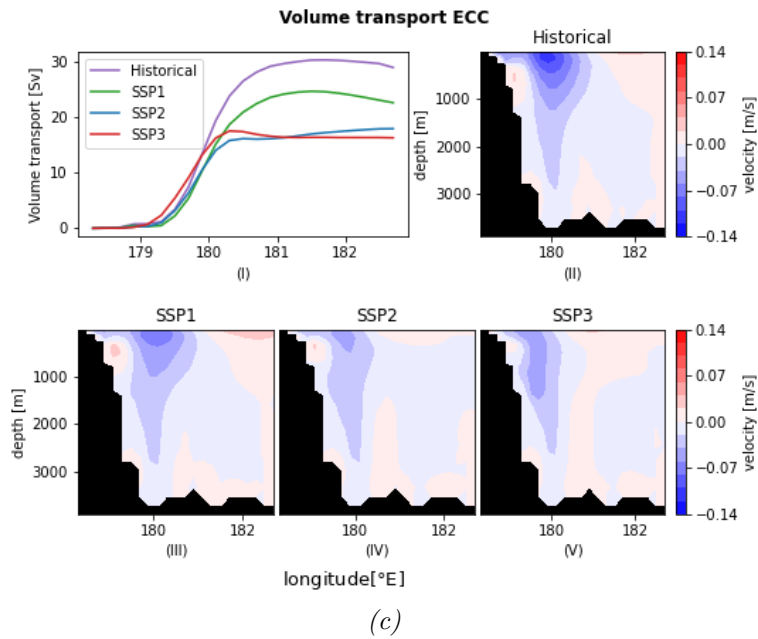 Volume transport ECC
Volume transport [Sv]
30
20
10
0
Historical
SSP1
SSP2
SSP3
179
180
181
182
(I)
Historical
depth [m]
1000
2000
3000
180
182
(II)
0.14
0.07
0.00
−0.07
−0.14
velocity [m/s]
SSP1
depth [m]
1000
2000
3000
180
182
(III)
SSP2
180
182
(IV)
SSP3
180
182
(V)
0.14
0.07
0.00
−0.07
−0.14
velocity [m/s]
longitude[°E]
(c)